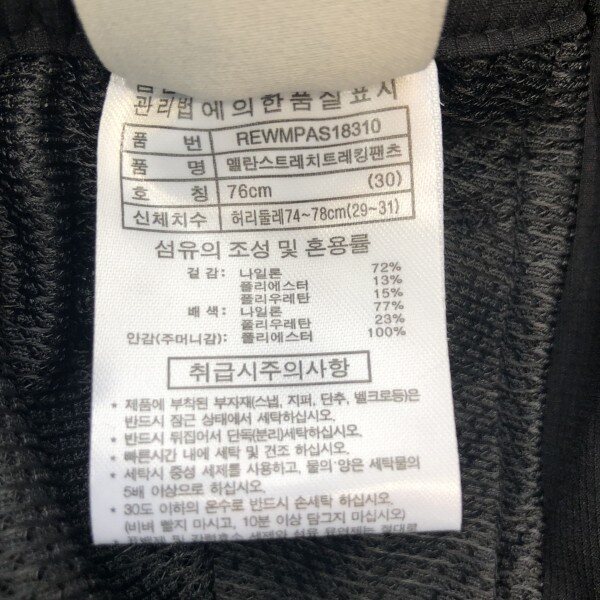 관리법에의한품질표시
품 번 REWMPAS18310
품 명 멜란스트레치트레킹팬츠
호 칭 76cm (30)
신체치수 허리둘레74~78cm(29~31)
섬유의 조성 및 혼용률
겉감: 나일론 72%
폴리에스터 13%
폴리우레탄 15%
배색: 나일론 77%
폴리우레탄 23%
안감(주머니감): 폴리에스터 100%
취급시주의사항
* 제품에 부착된 부자재(스냅, 지퍼, 단추, 밸크로등)은
반드시 잠근 상태에서 세탁하십시오.
* 반드시 뒤집어서 단독(분리)세탁하십시오.
* 빠른시간 내에 세탁 및 건조 하십시오.
* 세탁시 중성 세제를 사용하고, 물의 양은 세탁물의
5배 이상으로 하십시오.
* 30도 이하의 온수로 반드시 손세탁 하십시오.
(비벼 빨지 마시고, 10분 이상 담그지 마십시오)